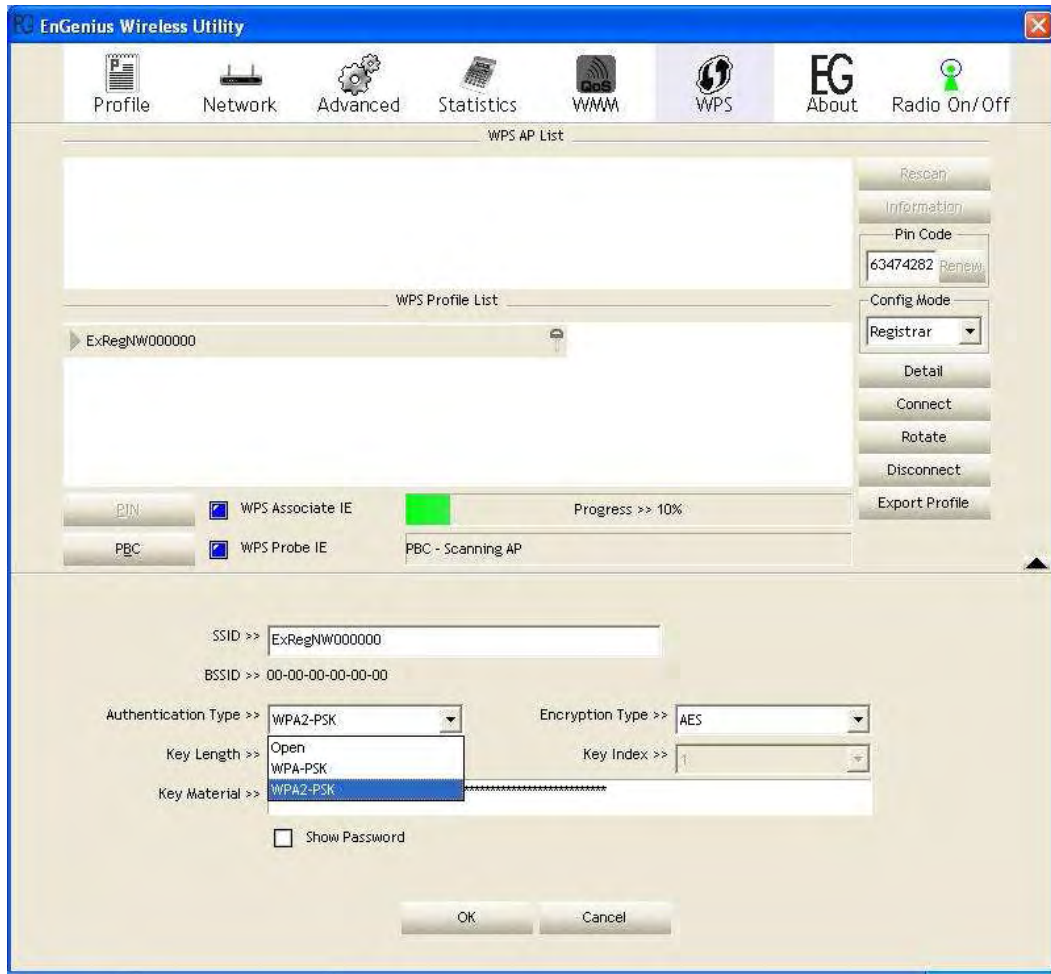 EnGenius Wireless Utility
Profile Network Advanced Statistics WMM WPS About Radio On/Off
WPS AP List
Rescan
Information
Pin Code
63474282 Renew
WPS Profile List
Config Mode
Registrar
ExRegNW000000
Detail
Connect
Rotate
Disconnect
Export Profile
PIN WPS Associate IE Progress >> 10%
PBC WPS Probe IE PBC - Scanning AP
SSID >> ExRegNW000000
BSSID >> 00-00-00-00-00-00
Authentication Type >> WPA2-PSK Encryption Type >> AES
Open
WPA-PSK
WPA2-PSK
Key Length >> Key Index >> 1
Key Material >> **************************
Show Password
OK Cancel